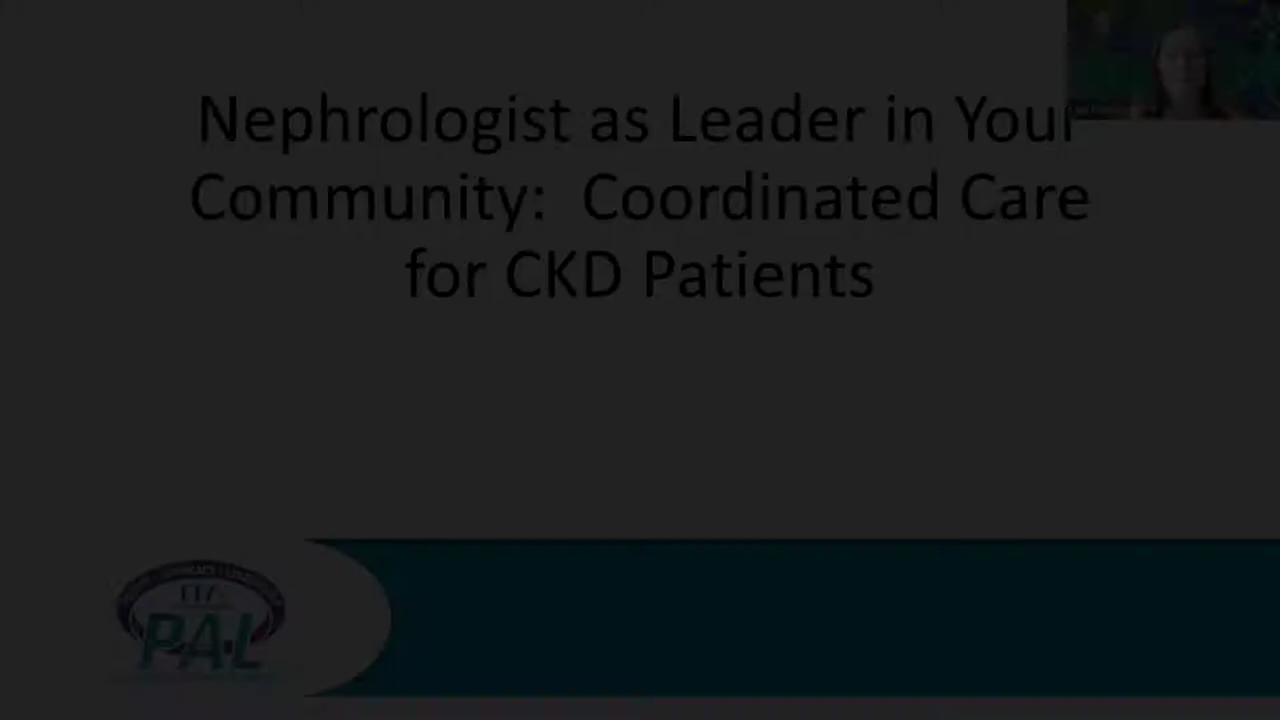 Nephrologist as Leader in Your
Community: Coordinated Care
for CKD Patients
PAL